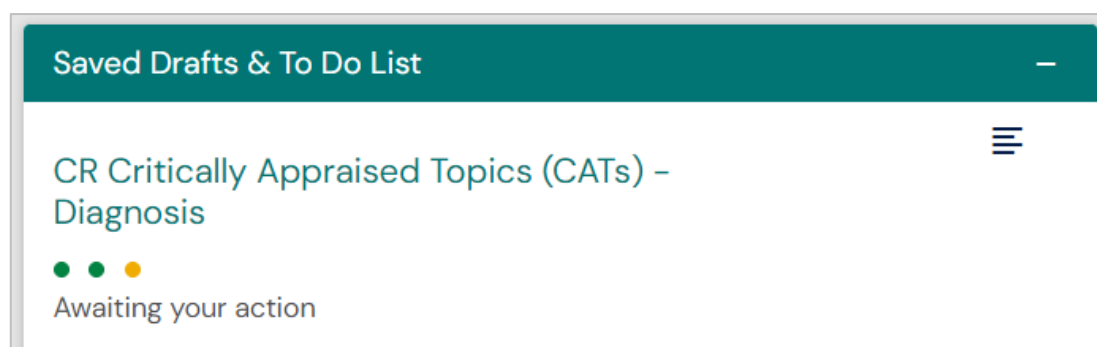 Saved Drafts & To Do List
CR Critically Appraised Topics (CATs) –
Diagnosis
Awaiting your action